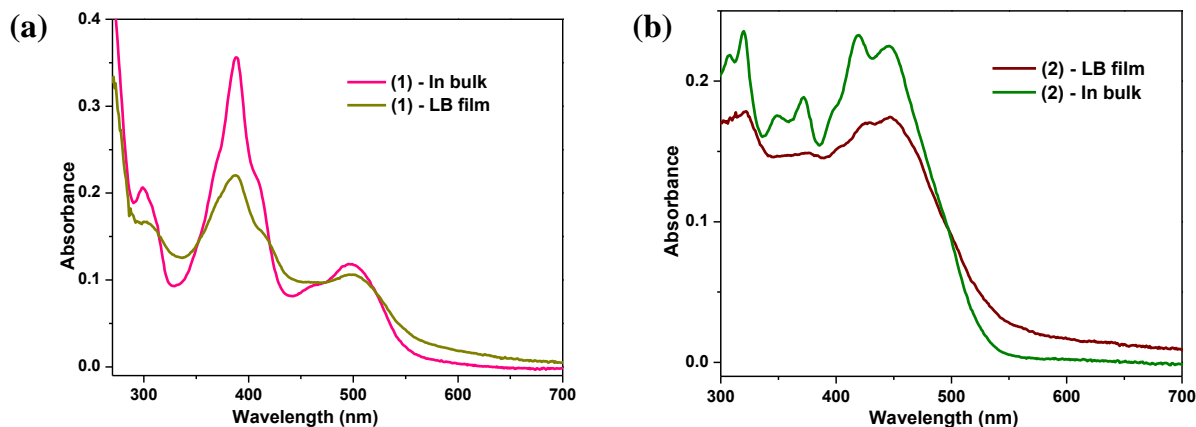 (a)
0.4
0.3
0.2
0.1
0.0
Absorbance
(1) - In bulk
(1) - LB film
300 400 500 600 700
Wavelength (nm)
(b)
0.2
0.1
0.0
Absorbance
(2) - LB film
(2) - In bulk
300 400 500 600 700
Wavelength (nm)